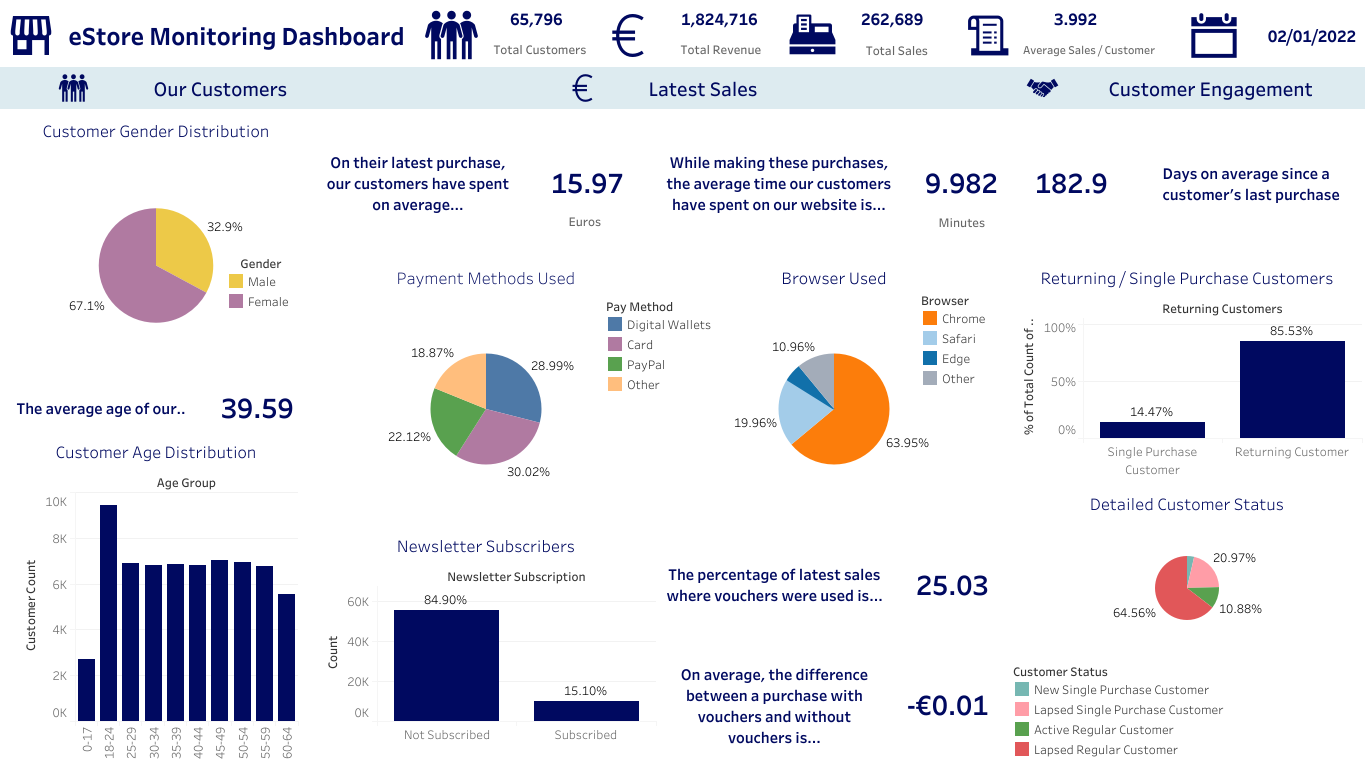 eStore Monitoring Dashboard
65,796
Total Customers
1,824,716
Total Revenue
262,689
Total Sales
3.992
Average Sales / Customer
02/01/2022
Our Customers
Latest Sales
Customer Engagement
Customer Gender Distribution
32.9%
67.1%
Gender
Male
Female
The average age of our..
39.59
Customer Age Distribution
Age Group
Customer Count
10K
8K
6K
4K
2K
0K
0-17
18-24
25-29
30-34
35-39
40-44
45-49
50-54
55-59
60-64
On their latest purchase,
our customers have spent
on average...
15.97
Euros
While making these purchases,
the average time our customers
have spent on our website is...
9.982
Minutes
Payment Methods Used
18.87%
28.99%
22.12%
30.02%
Pay Method
Digital Wallets
Card
PayPal
Other
Browser Used
10.96%
19.96%
63.95%
Browser
Chrome
Safari
Edge
Other
Newsletter Subscribers
Newsletter Subscription
Count
60K
40K
20K
0K
84.90%
15.10%
Not Subscribed
Subscribed
The percentage of latest sales
where vouchers were used is...
25.03
On average, the difference
between a purchase with
vouchers and without
vouchers is...
-€0.01
182.9
Days on average since a
customer's last purchase
Returning / Single Purchase Customers
Returning Customers
% of Total Count of ..
100%
50%
0%
14.47%
85.53%
Single Purchase
Customer
Returning Customer
Detailed Customer Status
20.97%
10.88%
64.56%
Customer Status
New Single Purchase Customer
Lapsed Single Purchase Customer
Active Regular Customer
Lapsed Regular Customer